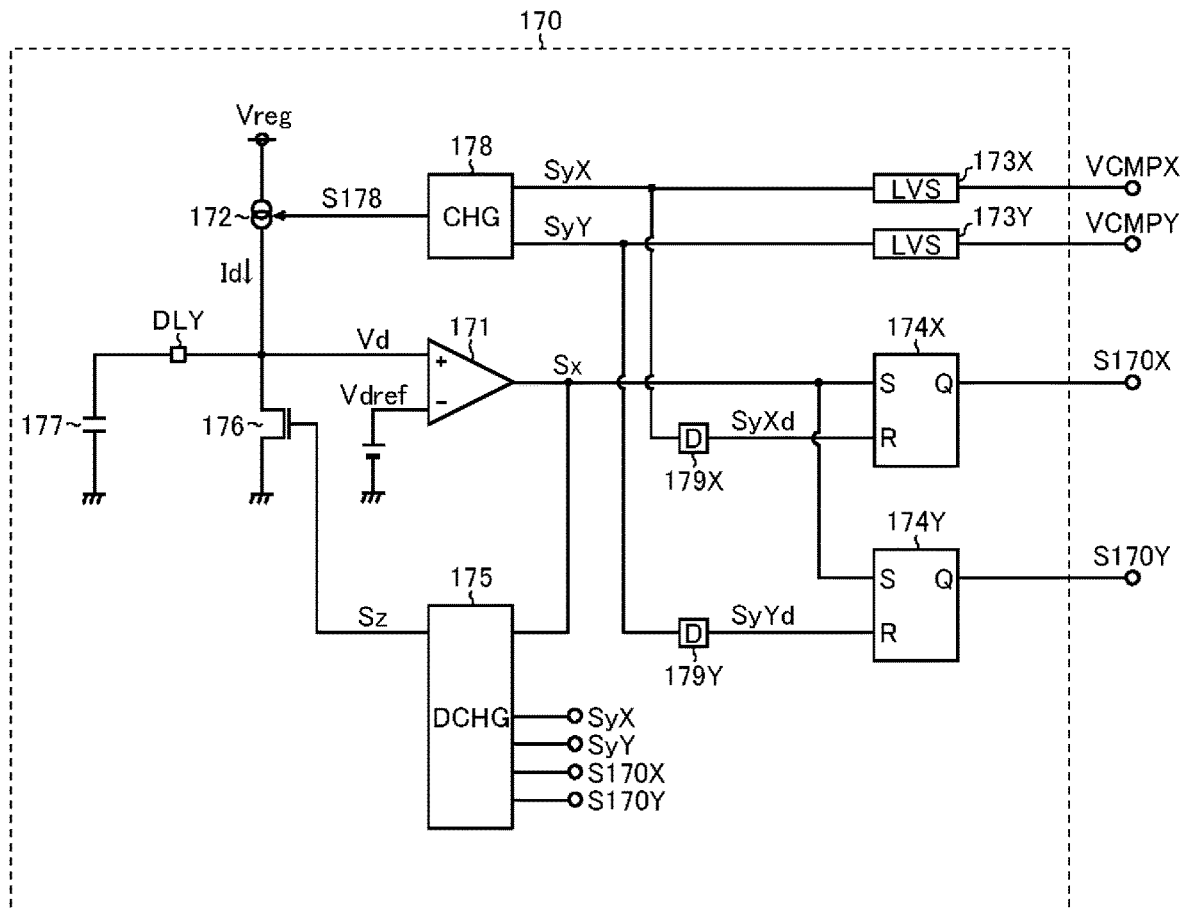 170
Vreg
178
173X
SyX
VCMPX
LVS
S178
172
CHG
173Y
SyY
VCMPY
LVS
Id↓
DLY
171
174X
Vd
+
Sx
S
Q
S170X
Vdref
−
177
176
SyXd
D
R
179X
174Y
S170Y
175
S
Q
Sz
SyYd
D
R
179Y
DCHG
SyX
SyY
S170X
S170Y